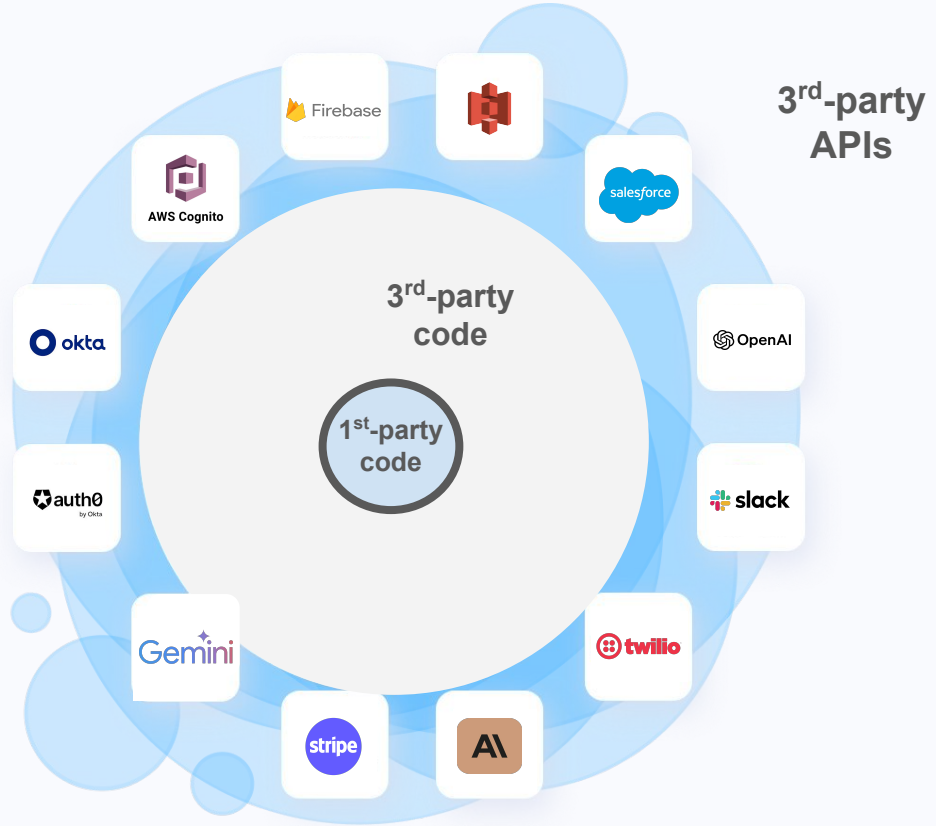 Firebase
3rd-party
APIs
salesforce
AWS Cognito
3rd-party
code
okta
OpenAI
1st-party
code
auth0
by Okta
slack
Gemini
twilio
stripe
AI